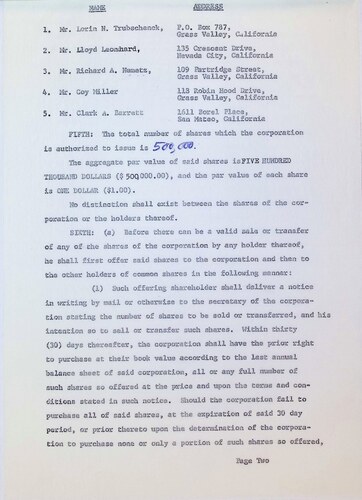 NAME ADDRESS
1. Mr. Lorin N. Trubschenck, P.O. Box 787,
Grass Valley, California
2. Mr. Lloyd Leonhard, 135 Crescent Drive,
Nevada City, California
3. Mr. Richard A. Nemetz, 109 Partridge Street,
Grass Valley, California
4. Mr. Coy Miller 118 Robin Hood Drive,
Grass Valley, California
5. Mr. Clark A. Barrett 1611 Borel Place,
San Mateo, California
FIFTH: The total number of shares which the corporation
is authorized to issue is 500,000.
The aggregate par value of said shares is FIVE HUNDRED
THOUSAND DOLLARS ($ 500000.00), and the par value of each share
is ONE DOLLAR ($1.00).
No distinction shall exist between the shares of the cor-
poration or the holders thereof.
SIXTH: (a) Before there can be a valid sale or transfer
of any of the shares of the corporation by any holder thereof,
he shall first offer said shares to the corporation and then to
the other holders of common shares in the following manner:
(1) Such offering shareholder shall deliver a notice
in writing by mail or otherwise to the secretary of the corpora-
tion stating the number of shares to be sold or transferred, and his
intention so to sell or transfer such shares. Within thirty
(30) days thereafter, the corporation shall have the prior right
to purchase at their book value according to the last annual
balance sheet of said corporation, all or any full number of
such shares so offered at the price and upon the terms and con-
ditions stated in such notice. Should the corporation fail to
purchase all of said shares, at the expiration of said 30 day
period, or prior thereto upon the determination of the corpora-
tion to purchase none or only a portion of such shares so offered,
Page Two